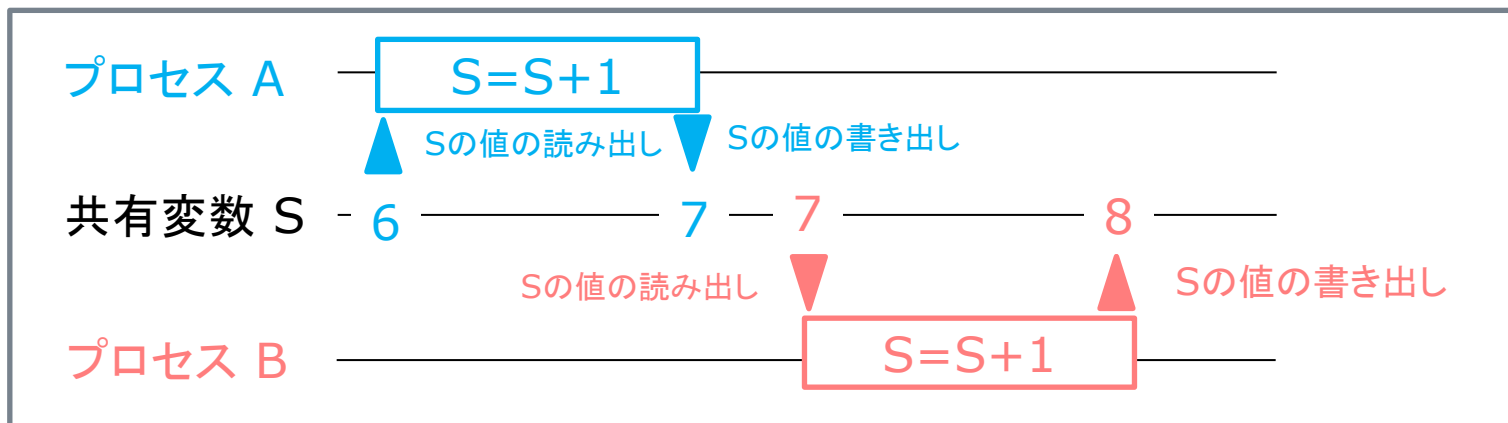 プロセス A
S=S+1
Sの値の読み出し
Sの値の書き出し
共有変数 S
6
7
7
8
Sの値の読み出し
Sの値の書き出し
プロセス B
S=S+1